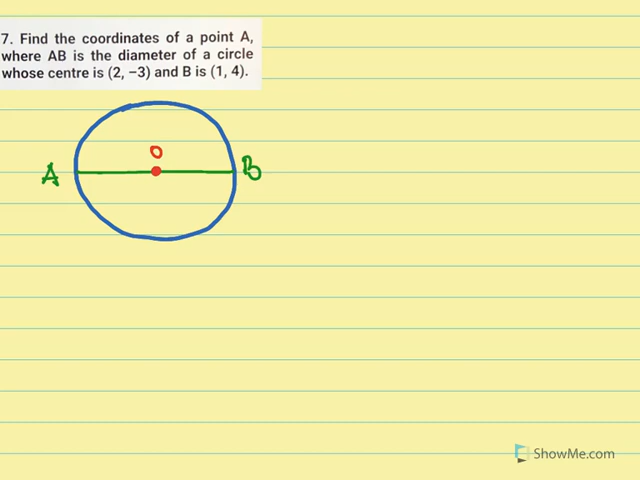 7. Find the coordinates of a point A,
where AB is the diameter of a circle
whose centre is (2, −3) and B is (1, 4).
O
A B
ShowMe.com